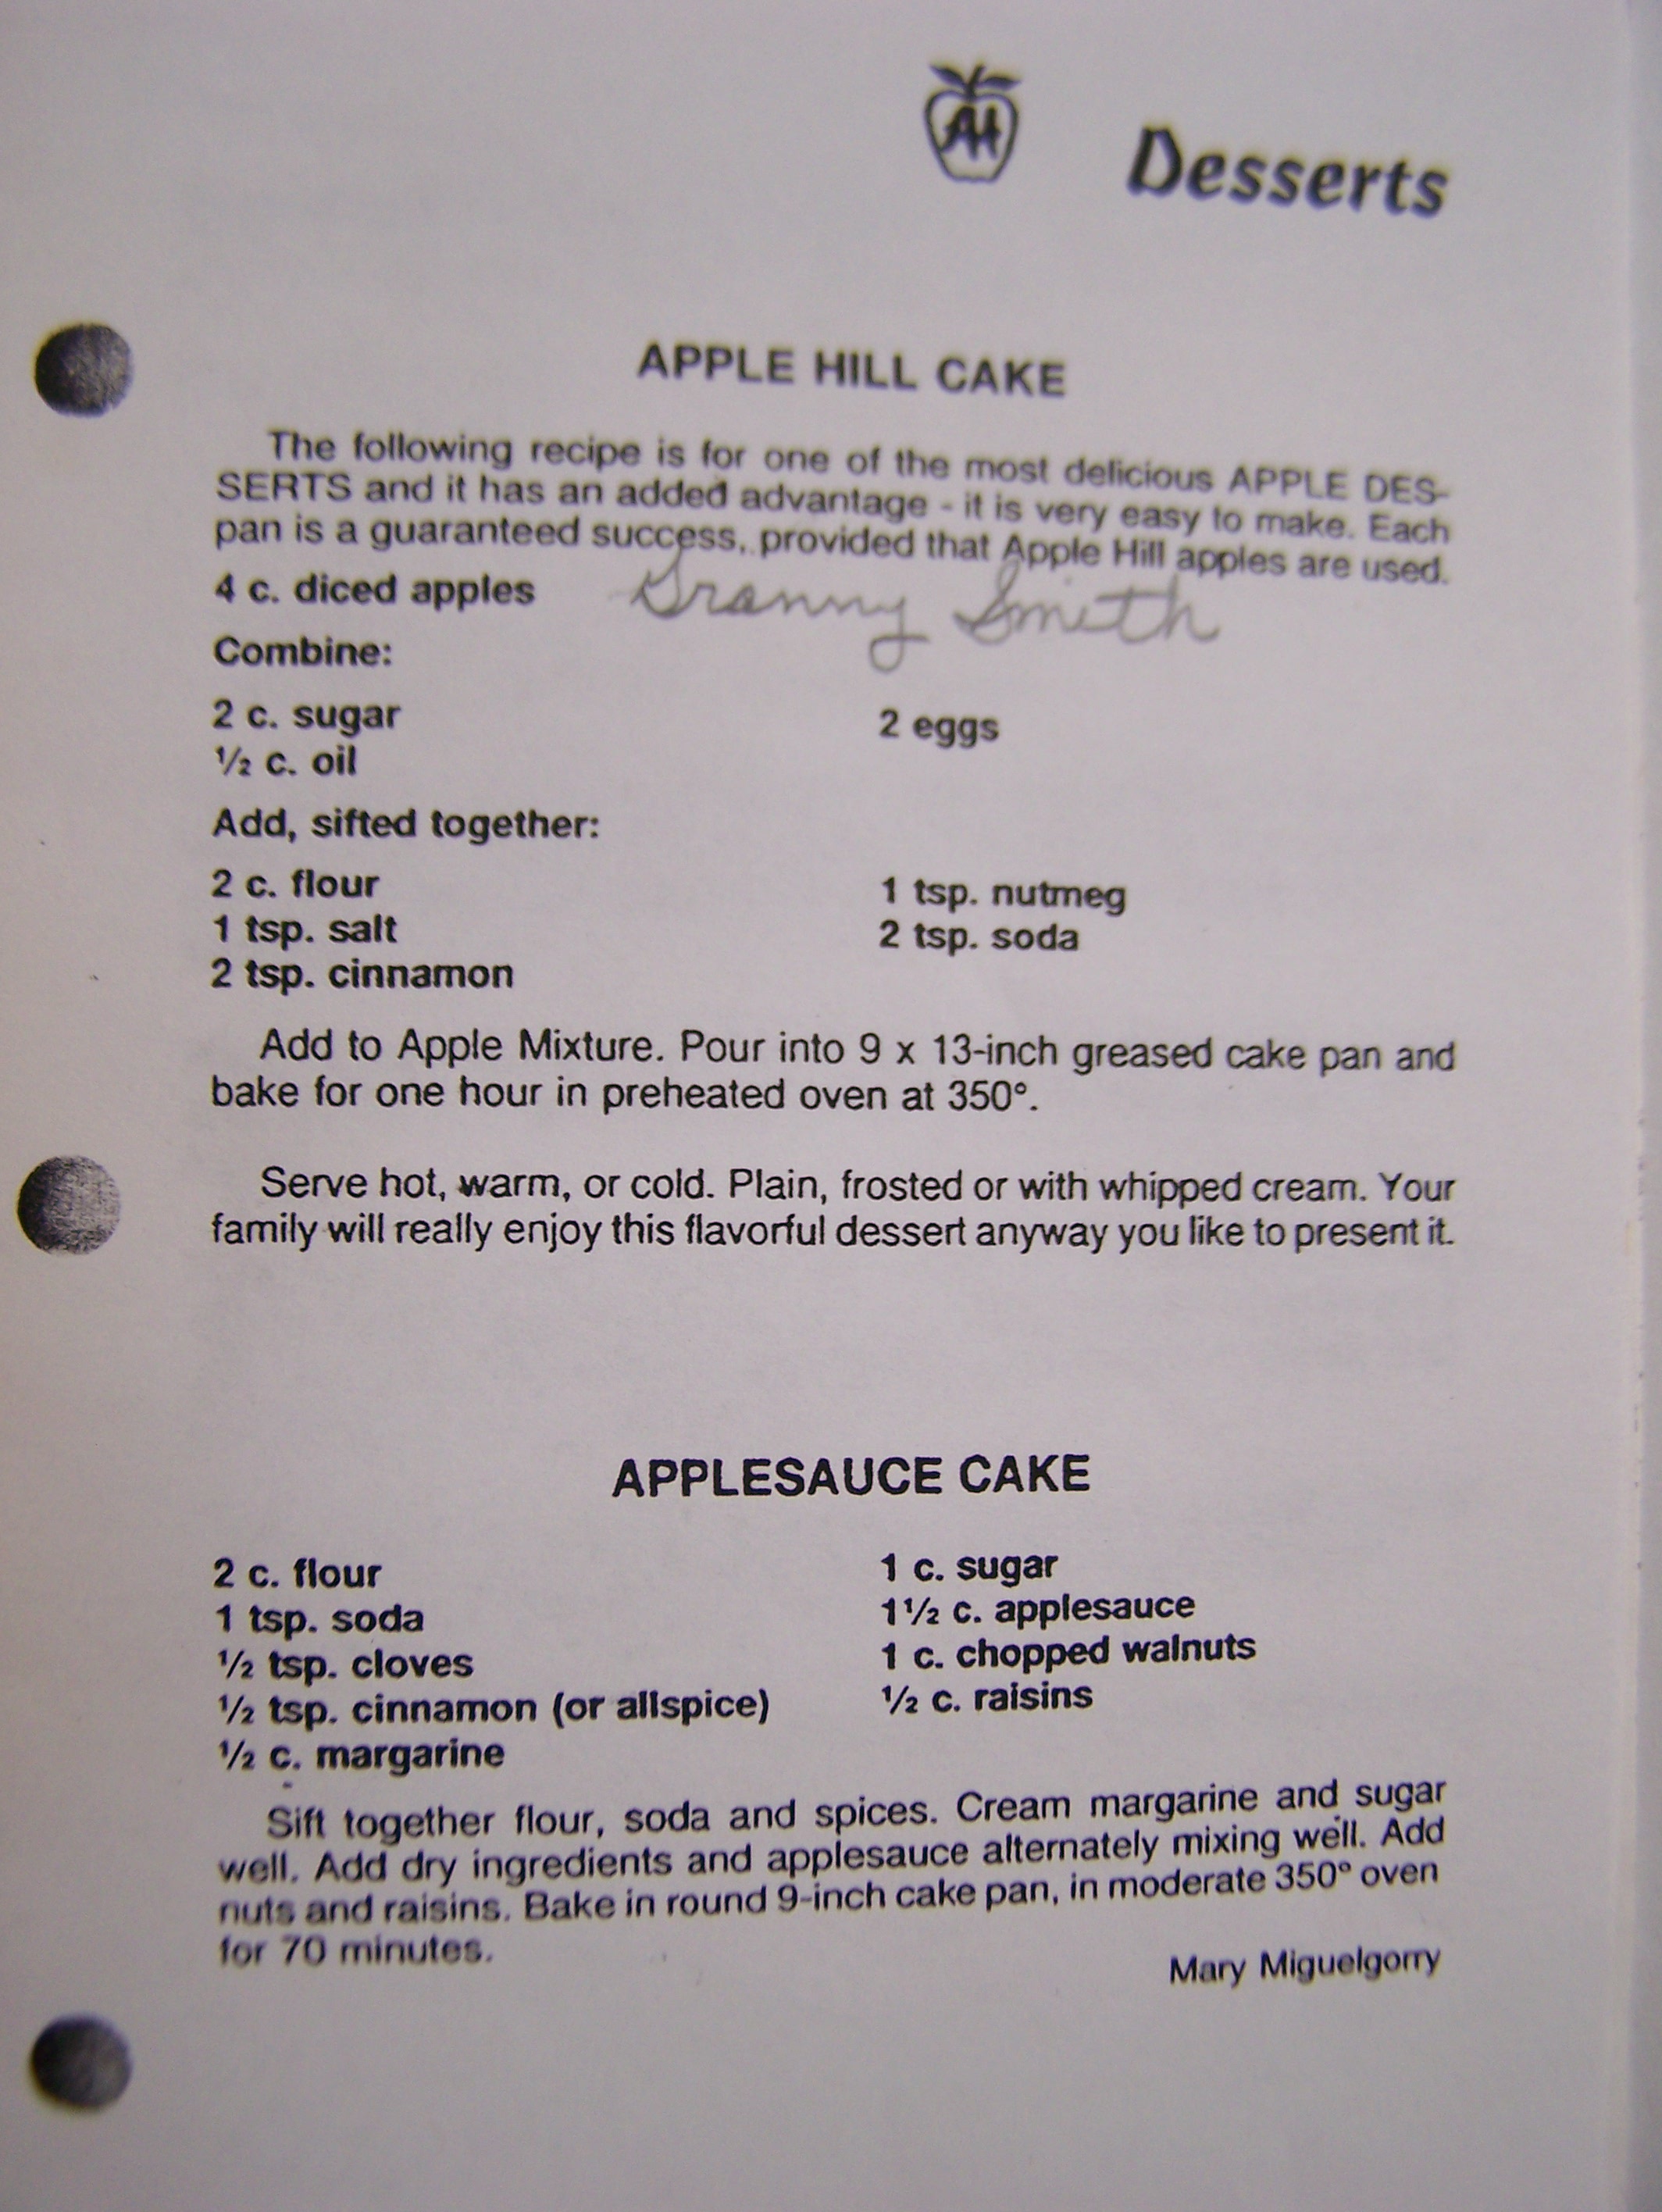 AH
Desserts
APPLE HILL CAKE
The following recipe is for one of the most delicious APPLE DES-
SERTS and it has an added advantage - it is very easy to make. Each
pan is a guaranteed success, provided that Apple Hill apples are used.
4 c. diced apples Granny Smith
Combine:
2 c. sugar 2 eggs
½ c. oil
Add, sifted together:
2 c. flour 1 tsp. nutmeg
1 tsp. salt 2 tsp. soda
2 tsp. cinnamon
Add to Apple Mixture. Pour into 9 x 13-inch greased cake pan and
bake for one hour in preheated oven at 350°.
Serve hot, warm, or cold. Plain, frosted or with whipped cream. Your
family will really enjoy this flavorful dessert anyway you like to present it.
APPLESAUCE CAKE
2 c. flour 1 c. sugar
1 tsp. soda 1½ c. applesauce
½ tsp. cloves 1 c. chopped walnuts
½ tsp. cinnamon (or allspice) ½ c. raisins
½ c. margarine
Sift together flour, soda and spices. Cream margarine and sugar
well. Add dry ingredients and applesauce alternately mixing well. Add
nuts and raisins. Bake in round 9-inch cake pan, in moderate 350° oven
for 70 minutes.
Mary Miguelgorry